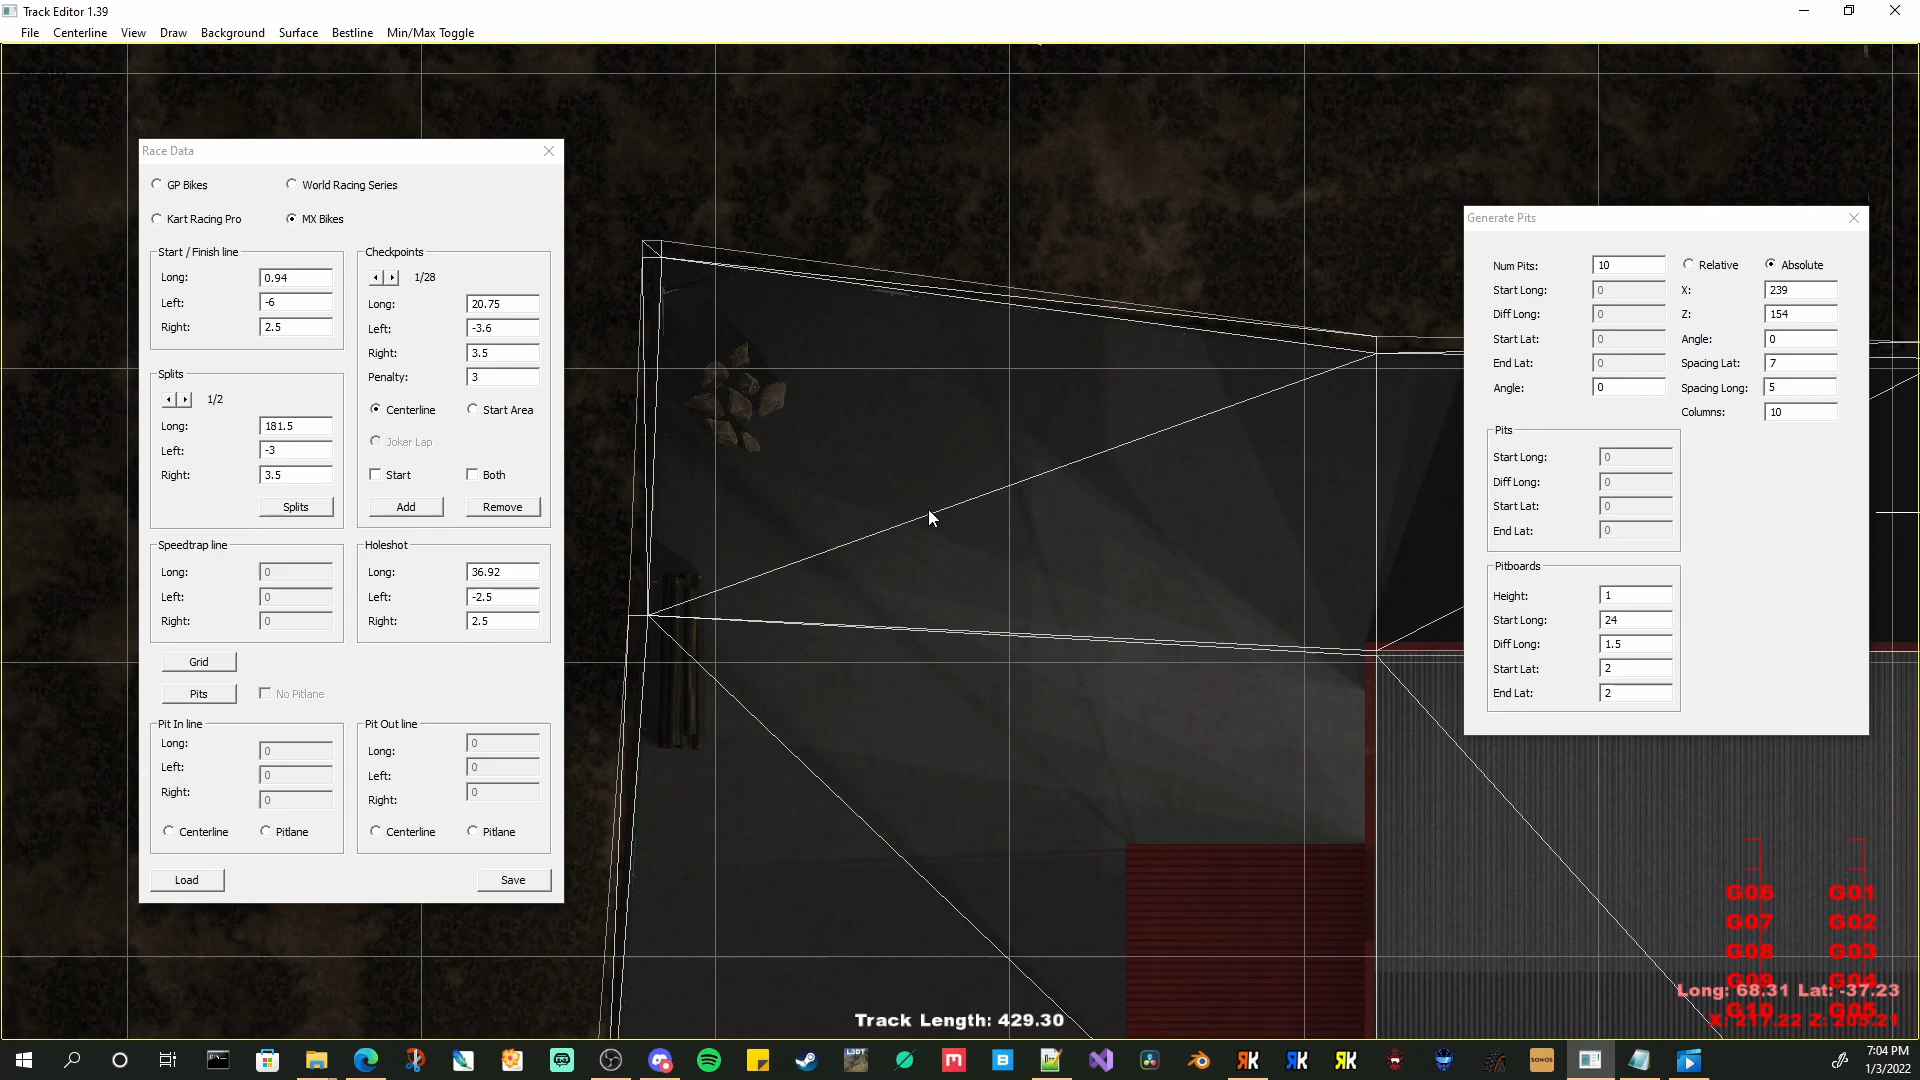 Track Editor 1.39
File Centerline View Draw Background Surface Bestline Min/Max Toggle
Race Data
GP Bikes World Racing Series
Kart Racing Pro MX Bikes
Start / Finish line
Long: 0.94
Left: -6
Right: 2.5
Checkpoints
1/28
Long: 20.75
Left: -3.6
Right: 3.5
Penalty: 3
Centerline Start Area
Joker Lap
Start Both
Add Remove
Splits
1/2
Long: 181.5
Left: -3
Right: 3.5
Splits
Speedtrap line
Long: 0
Left: 0
Right: 0
Holeshot
Long: 36.92
Left: -2.5
Right: 2.5
Grid
Pits No Pitlane
Pit In line
Long: 0
Left: 0
Right: 0
Centerline Pitlane
Pit Out line
Long: 0
Left: 0
Right: 0
Centerline Pitlane
Load Save
Generate Pits
Num Pits: 10 Relative Absolute
Start Long: 0 X: 239
Diff Long: 0 Z: 154
Start Lat: 0 Angle: 0
End Lat: 0 Spacing Lat: 7
Angle: 0 Spacing Long: 5
Columns: 10
Pits
Start Long: 0
Diff Long: 0
Start Lat: 0
End Lat: 0
Pitboards
Height: 1
Start Long: 24
Diff Long: 1.5
Start Lat: 2
End Lat: 2
G06 G01
G07 G02
G08 G03
G09 G04
Long: 68.31 Lat: -37.23
G10 G05
X: 217.22 Z: 205.21
Track Length: 429.30
L3DT
SONOS
7:04 PM
1/3/2022